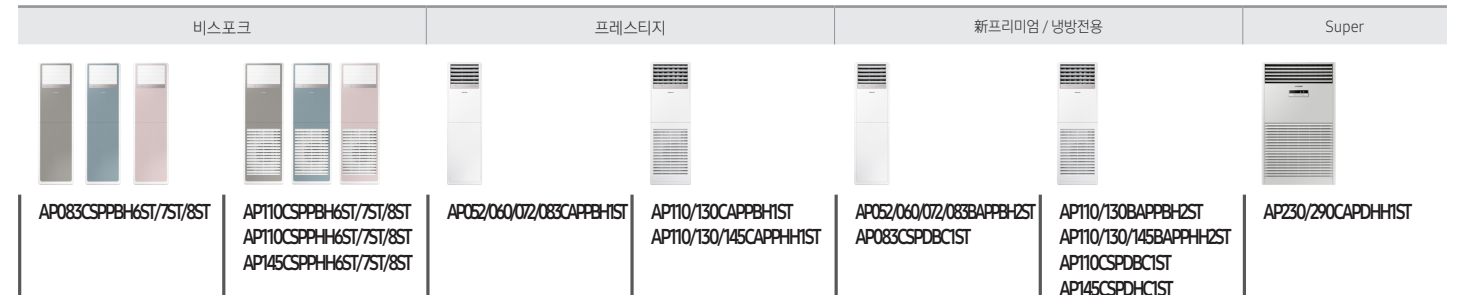 비스포크
프레스티지
新프리미엄 / 냉방전용
Super
AP083CSPPBH6ST/7ST/8ST
AP110CSPPBH6ST/7ST/8ST
AP110CSPPHH6ST/7ST/8ST
AP145CSPPHH6ST/7ST/8ST
AP052/060/072/083CAPPBH1ST
AP110/130CAPPBH1ST
AP110/130/145CAPPHH1ST
AP052/060/072/083BAPPBH2ST
AP083CSPDBC1ST
AP110/130BAPPBH2ST
AP110/130/145BAPPHH2ST
AP110CSPDBC1ST
AP145CSPDHC1ST
AP230/290CAPDHH1ST